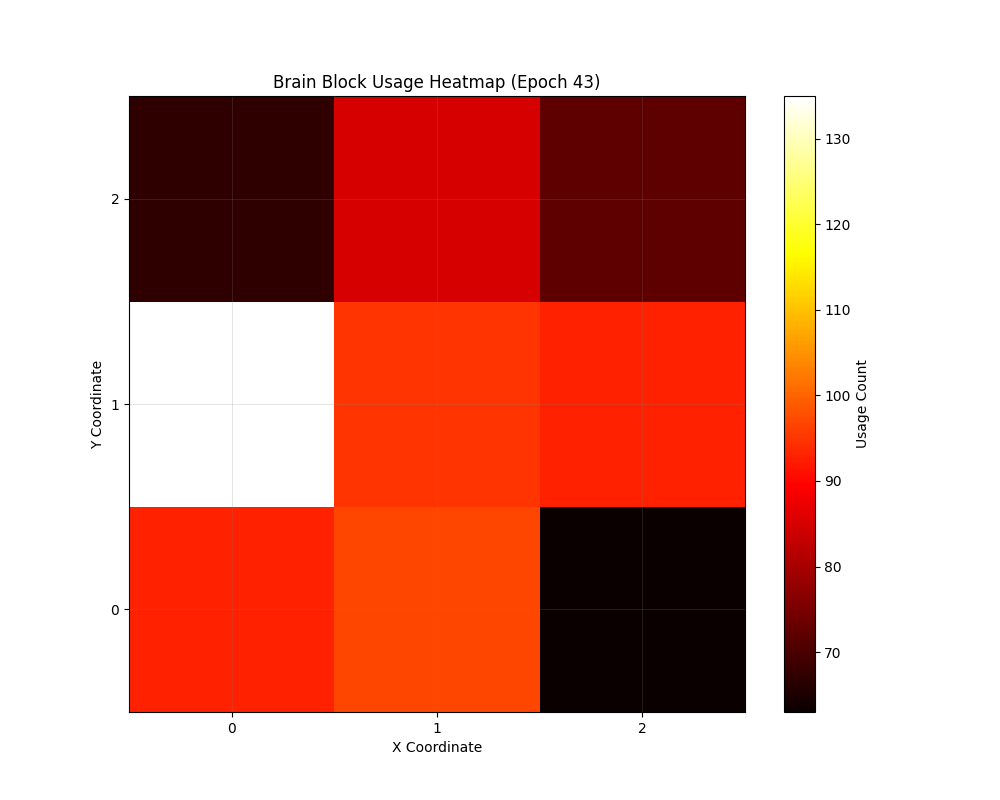 Brain Block Usage Heatmap (Epoch 43)
2
1
0
Y Coordinate
0 1 2
X Coordinate
130
120
110
100
90
80
70
Usage Count